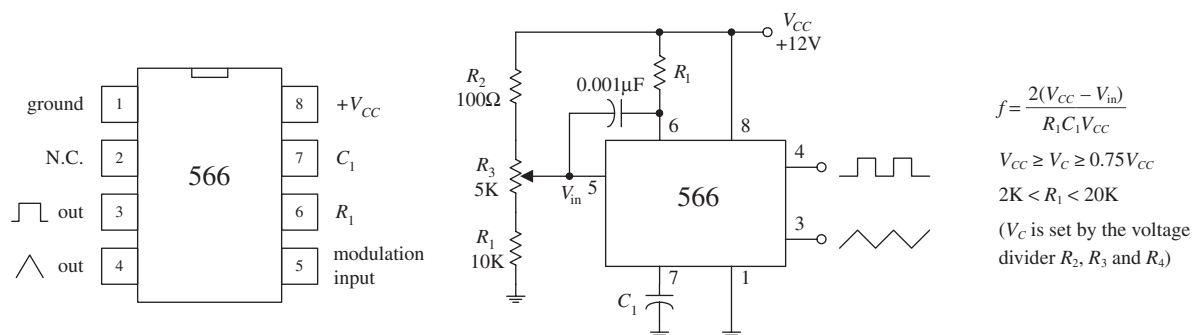 ground 1
N.C. 2
out 3
out 4
566
8 +V_CC
7 C_1
6 R_1
5 modulation input
V_CC
+12V
R_2
100Ω
0.001µF
R_1
6
8
R_3
5K
V_in
5
566
4
3
R_1
10K
C_1
7
1
f = 2(V_CC – V_in) / R_1C_1V_CC
V_CC ≥ V_C ≥ 0.75V_CC
2K < R_1 < 20K
(V_C is set by the voltage
divider R_2, R_3 and R_4)